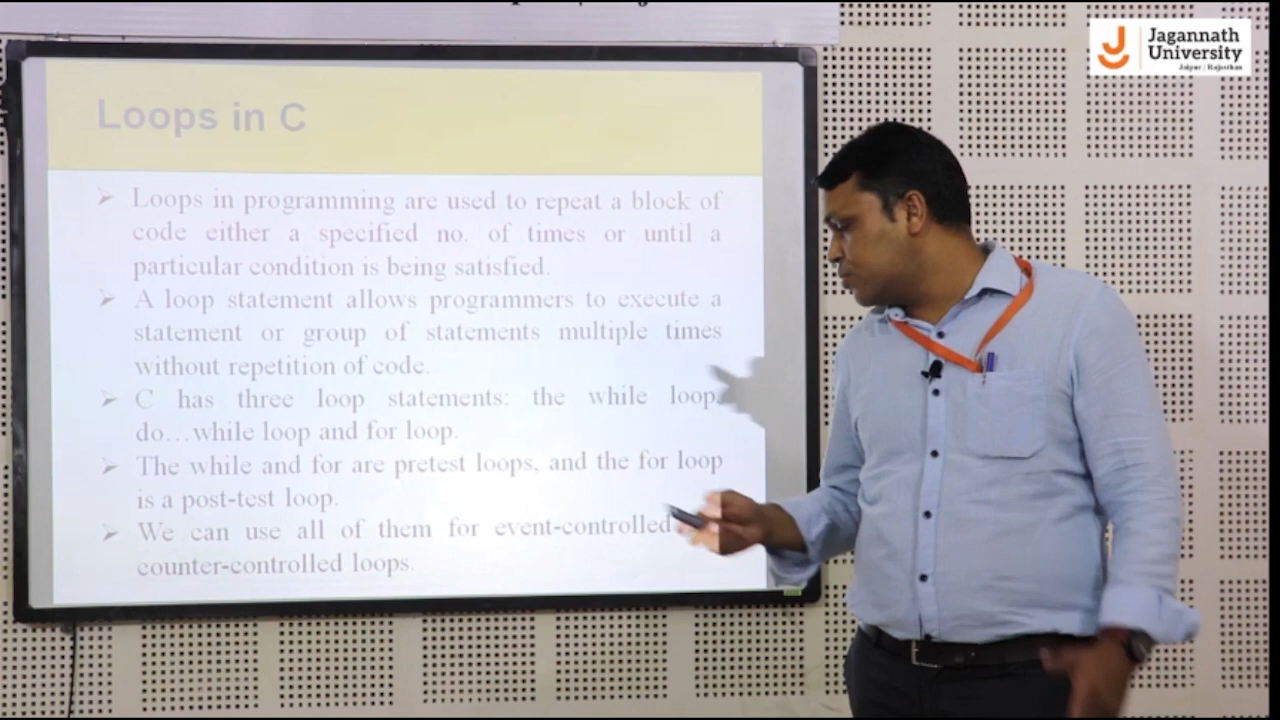 Jagannath
University
Jaipur | Rajasthan
Loops in C
➢ Loops in programming are used to repeat a block of
code either a specified no. of times or until a
particular condition is being satisfied.
➢ A loop statement allows programmers to execute a
statement or group of statements multiple times
without repetition of code.
➢ C has three loop statements: the while loop,
do…while loop and for loop.
➢ The while and for are pretest loops, and the for loop
is a post-test loop.
➢ We can use all of them for event-controlled
counter-controlled loops.